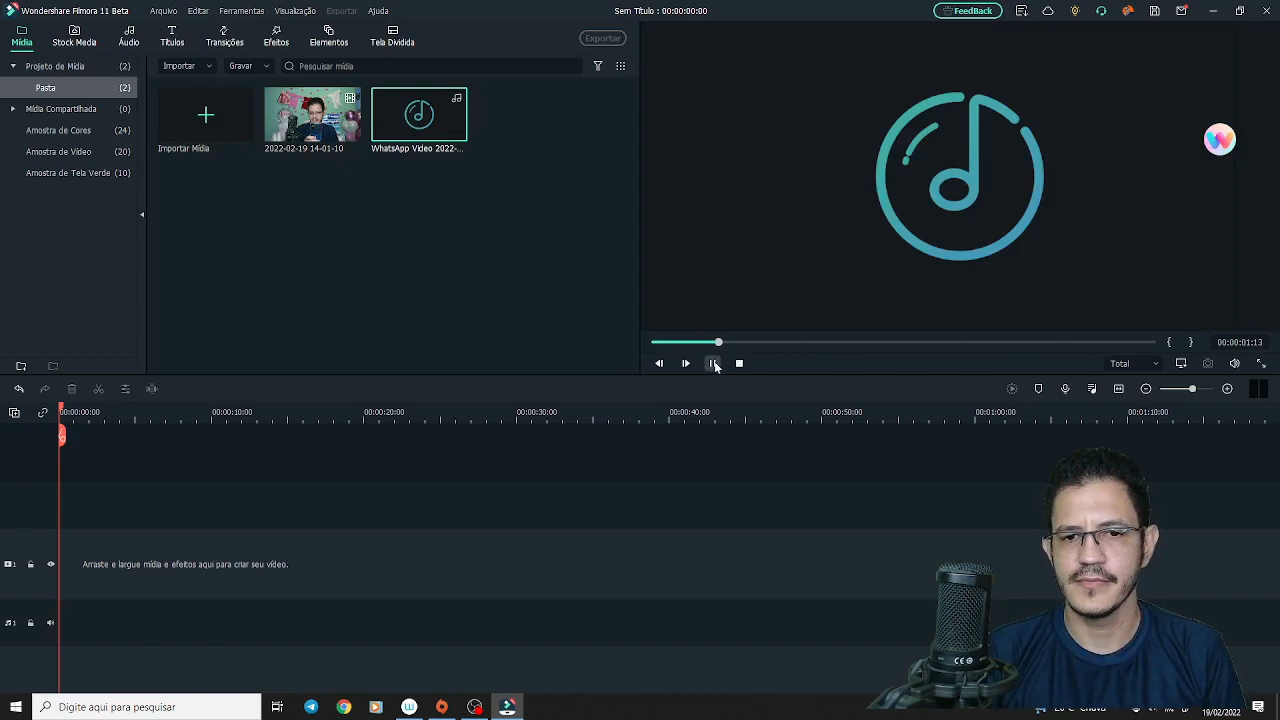 Wondershare Filmora 11 Beta Arquivo Editar Ferramentas Visualização Exportar Ajuda Sem Título : 00:00:00:00 FeedBack
Mídia Stock Media Áudio Títulos Transições Efeitos Elementos Tela Dividida Exportar
Projeto de Mídia (2) Importar Gravar Pesquisar mídia
Pasta (2)
Mídia Compartilhada (0)
Amostra de Cores (24)
Amostra de Vídeo (20)
Amostra de Tela Verde (10)
Importar Mídia 2022-02-19 14-01-10 WhatsApp Video 2022-...
00:00:01:13
Total
00:00:00:00 00:00:10:00 00:00:20:00 00:00:30:00 00:00:40:00 00:00:50:00 00:01:00:00 00:01:10:00
1 Arraste e largue mídia e efeitos aqui para criar seu vídeo.
1
CE
Digite aqui para pesquisar
19/02/2022